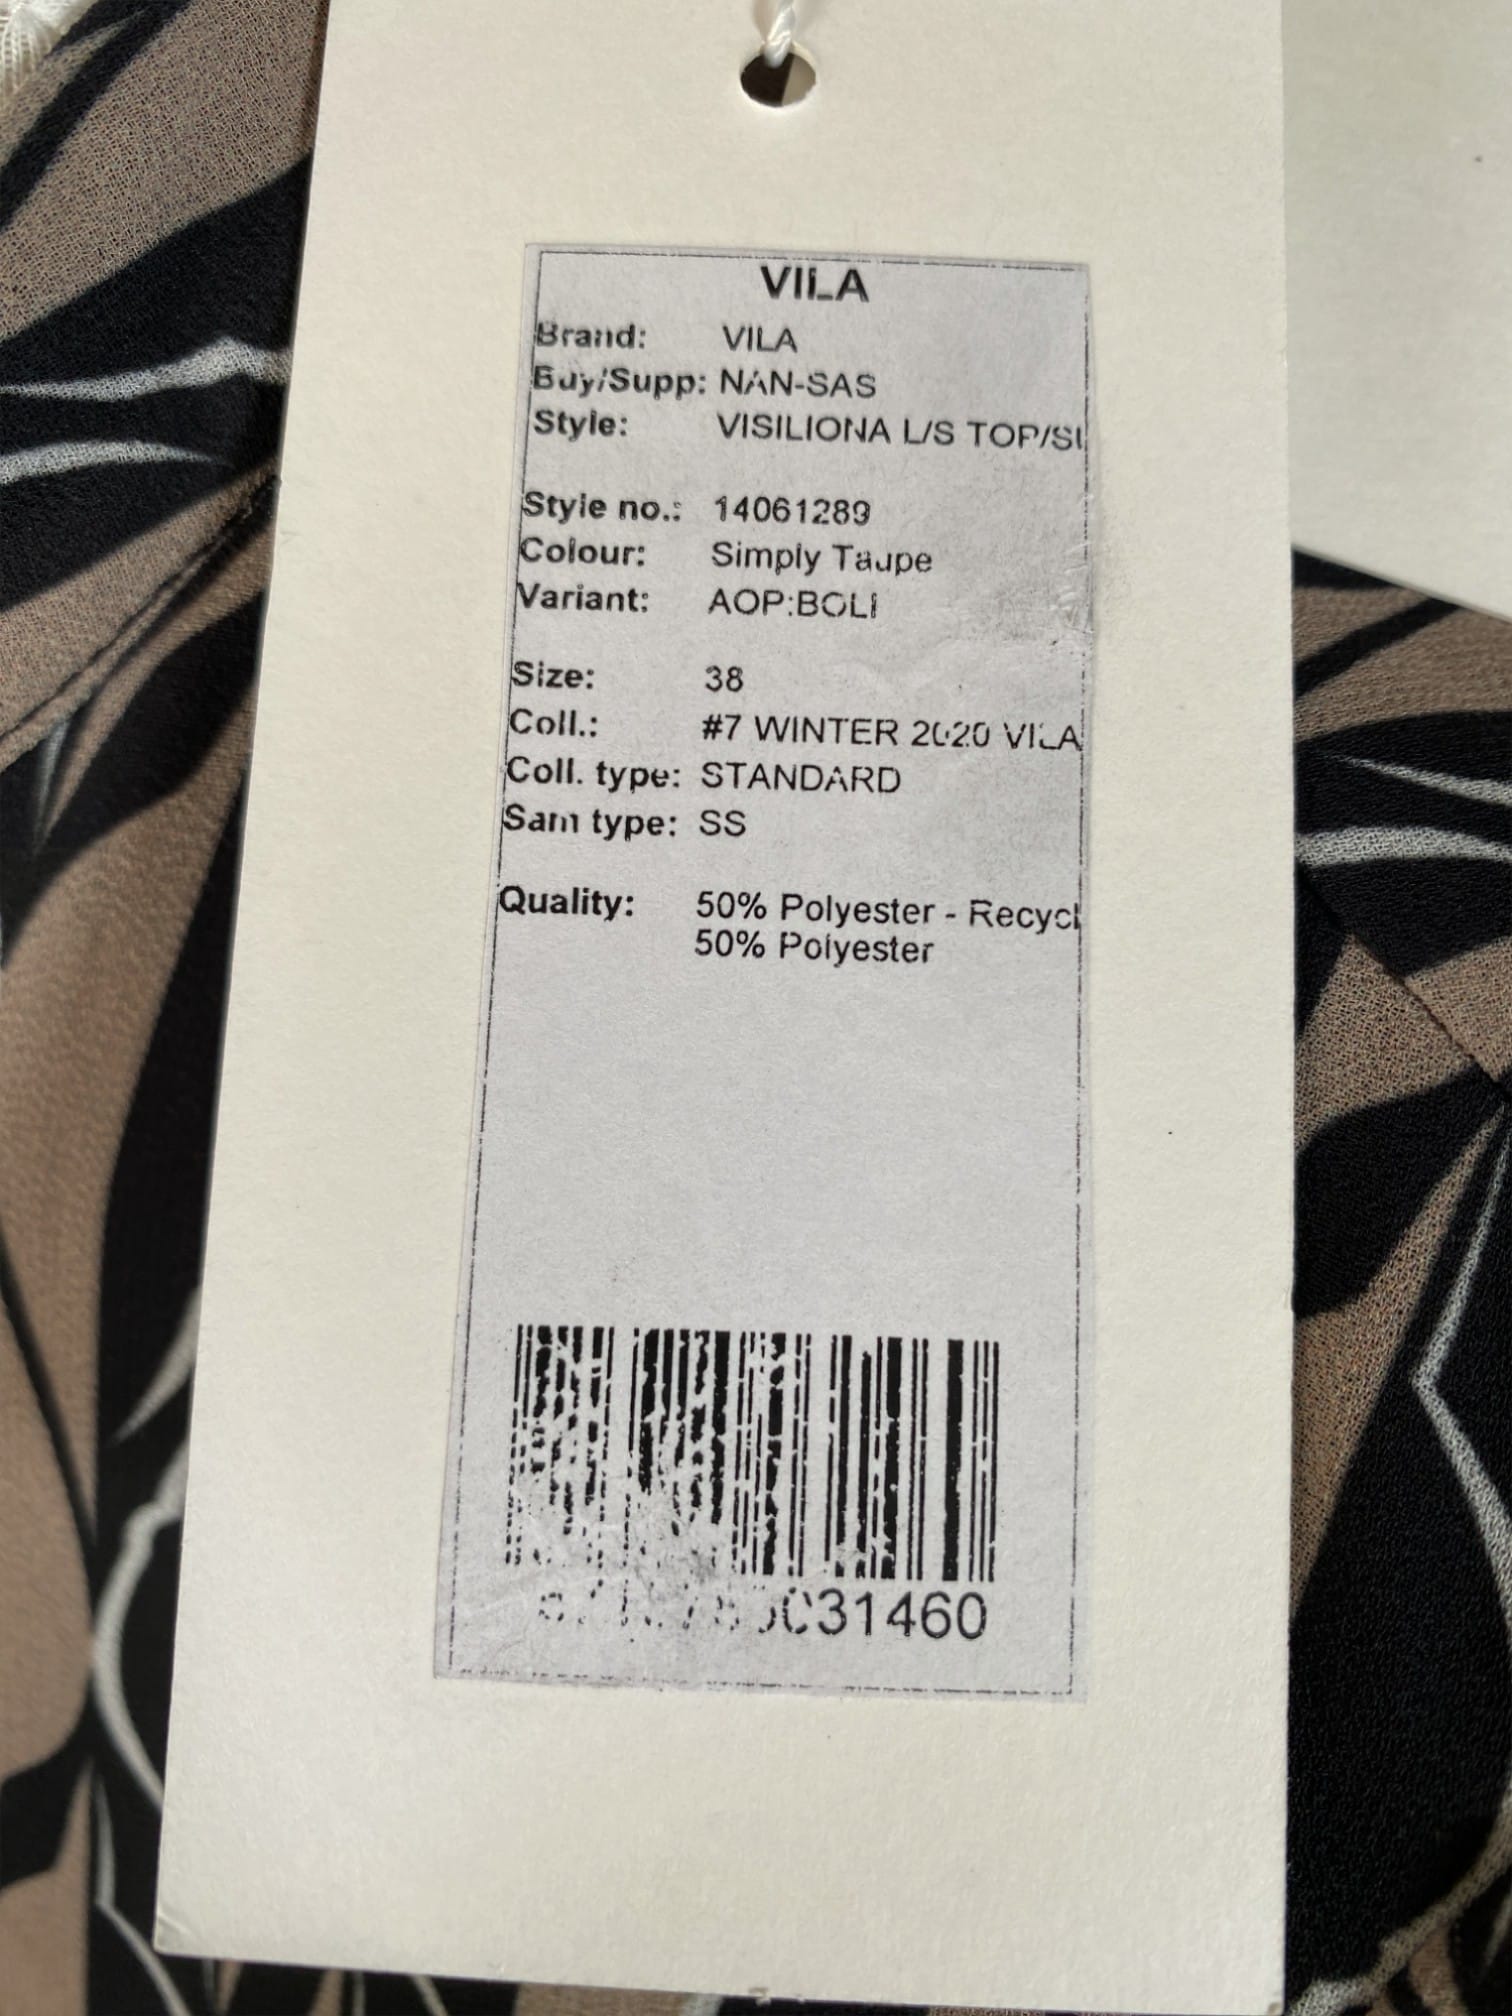 VILA
Brand: VILA
Buy/Supp: NAN-SAS
Style: VISILIONA L/S TOP/SU
Style no.: 14061289
Colour: Simply Taupe
Variant: AOP:BOLI
Size: 38
Coll.: #7 WINTER 2020 VILA
Coll. type: STANDARD
Sam type: SS
Quality: 50% Polyester - Recycl
50% Polyester